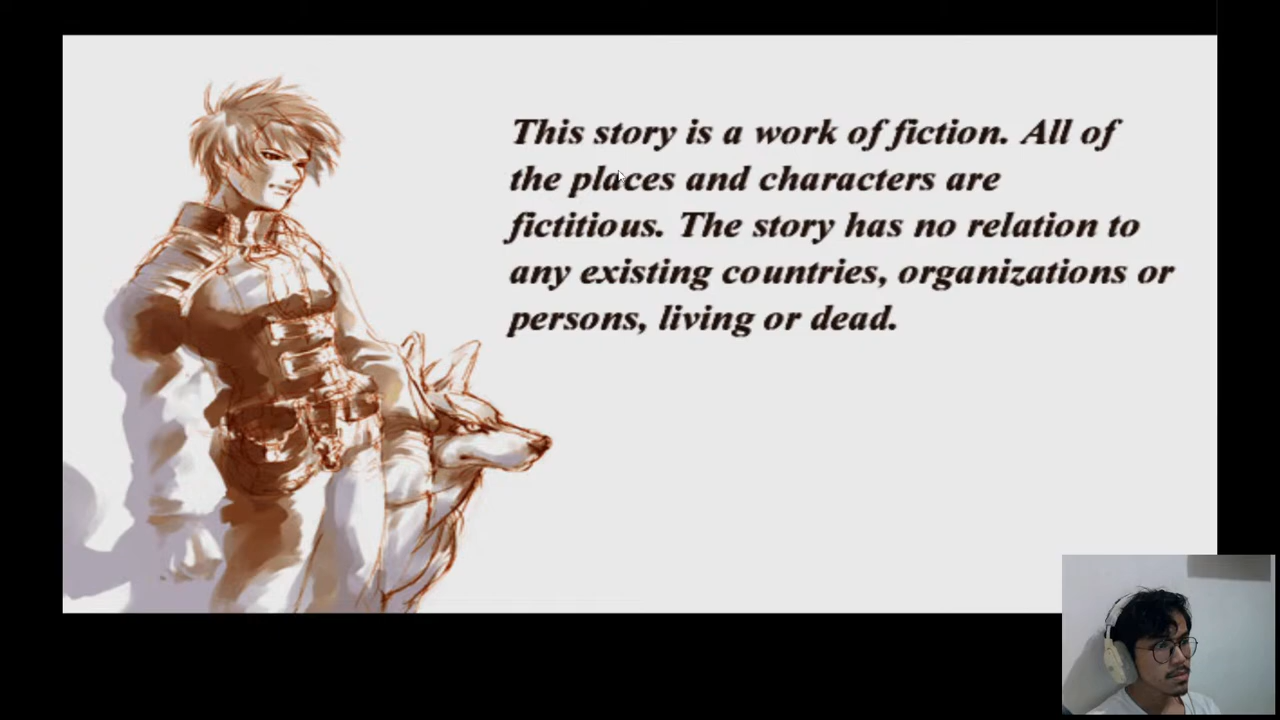 This story is a work of fiction. All of
the places and characters are
fictitious. The story has no relation to
any existing countries, organizations or
persons, living or dead.